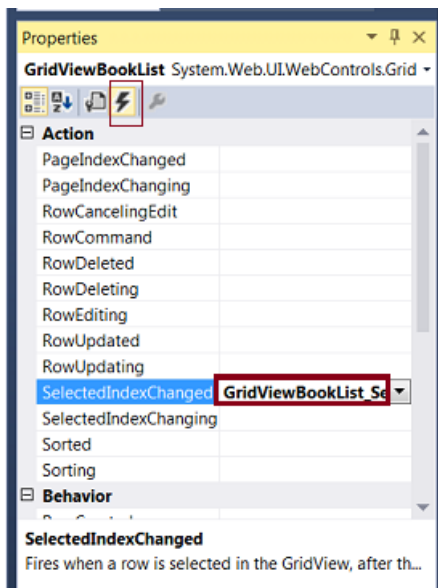 Properties
GridViewBookList System.Web.UI.WebControls.Grid
Action
PageIndexChanged
PageIndexChanging
RowCancelingEdit
RowCommand
RowDeleted
RowDeleting
RowEditing
RowUpdated
RowUpdating
SelectedIndexChanged GridViewBookList_Se
SelectedIndexChanging
Sorted
Sorting
Behavior
SelectedIndexChanged
Fires when a row is selected in the GridView, after th...